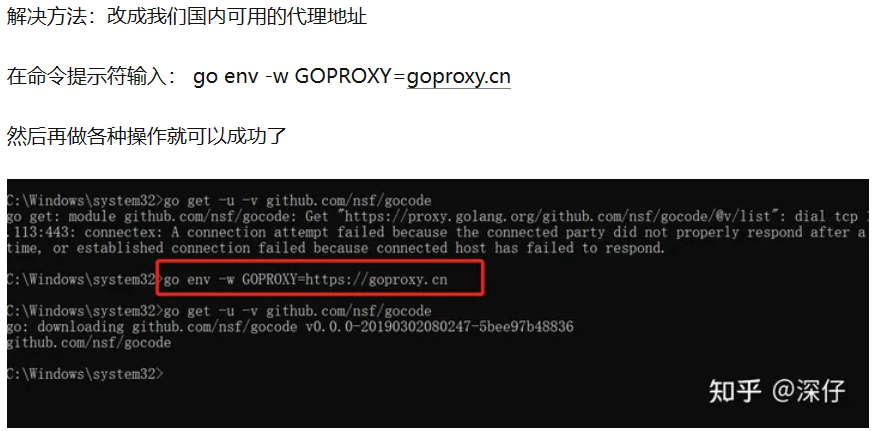 解决方法：改成我们国内可用的代理地址
在命令提示符输入： go env -w GOPROXY=goproxy.cn
然后再做各种操作就可以成功了
C:\Windows\system32>go get -u -v github.com/nsf/gocode
go get: module github.com/nsf/gocode: Get "https://proxy.golang.org/github.com/nsf/gocode/@v/list": dial tcp
.113:443: connectex: A connection attempt failed because the connected party did not properly respond after a
time, or established connection failed because connected host has failed to respond.
C:\Windows\system32>go env -w GOPROXY=https://goproxy.cn
C:\Windows\system32>go get -u -v github.com/nsf/gocode
go: downloading github.com/nsf/gocode v0.0.0-20190302080247-5bee97b48836
github.com/nsf/gocode
C:\Windows\system32>
知乎 @深仔